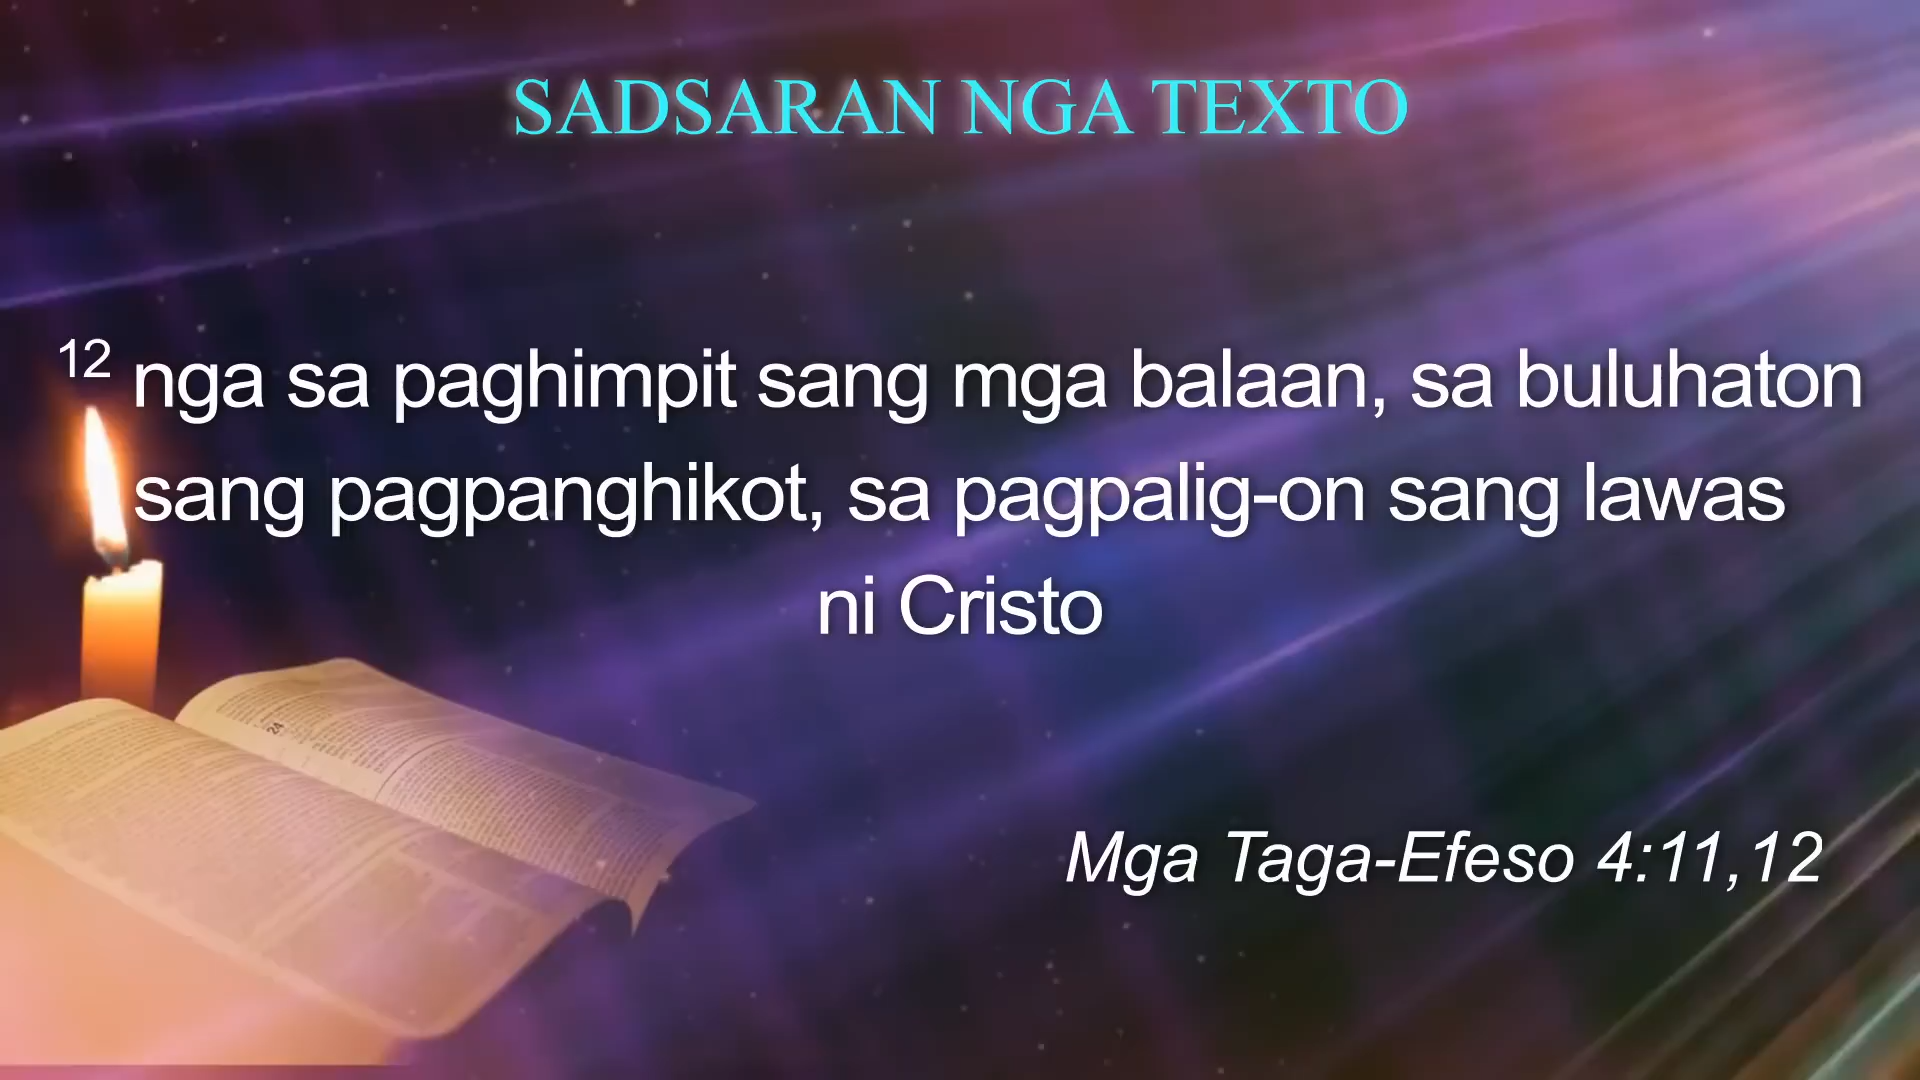 SADSARAN NGA TEXTO
12 nga sa paghimpit sang mga balaan, sa buluhaton
sang pagpanghikot, sa pagpalig-on sang lawas
ni Cristo
24
Mga Taga-Efeso 4:11,12